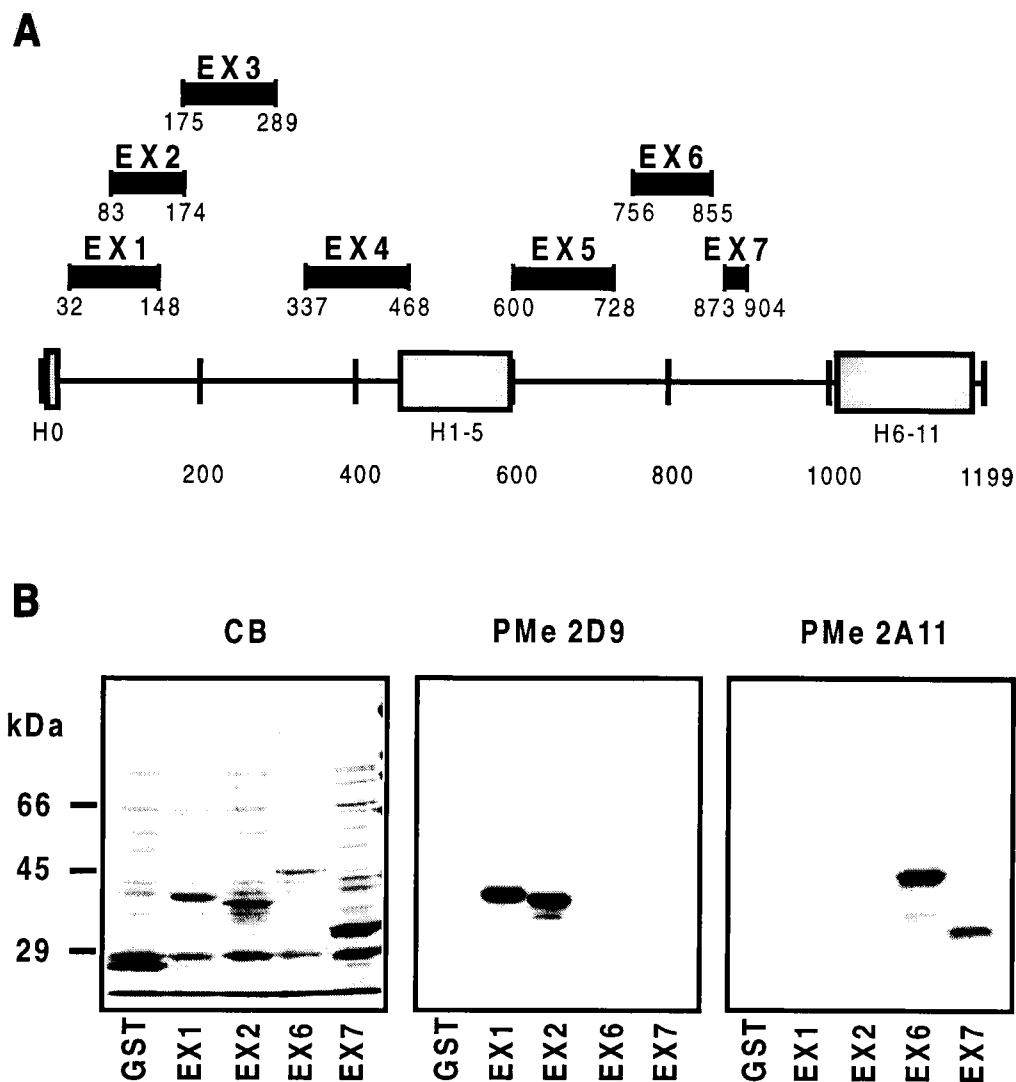 A
EX3
175 289
EX2
83 174
EX6
756 855
EX1
32 148
EX4
337 468
EX5
600 728
EX7
873 904
H0
H1-5
H6-11
200 400 600 800 1000 1199
B
CB
PMe 2D9
PMe 2A11
kDa
66
45
29
GST EX1 EX2 EX6 EX7
GST EX1 EX2 EX6 EX7
GST EX1 EX2 EX6 EX7